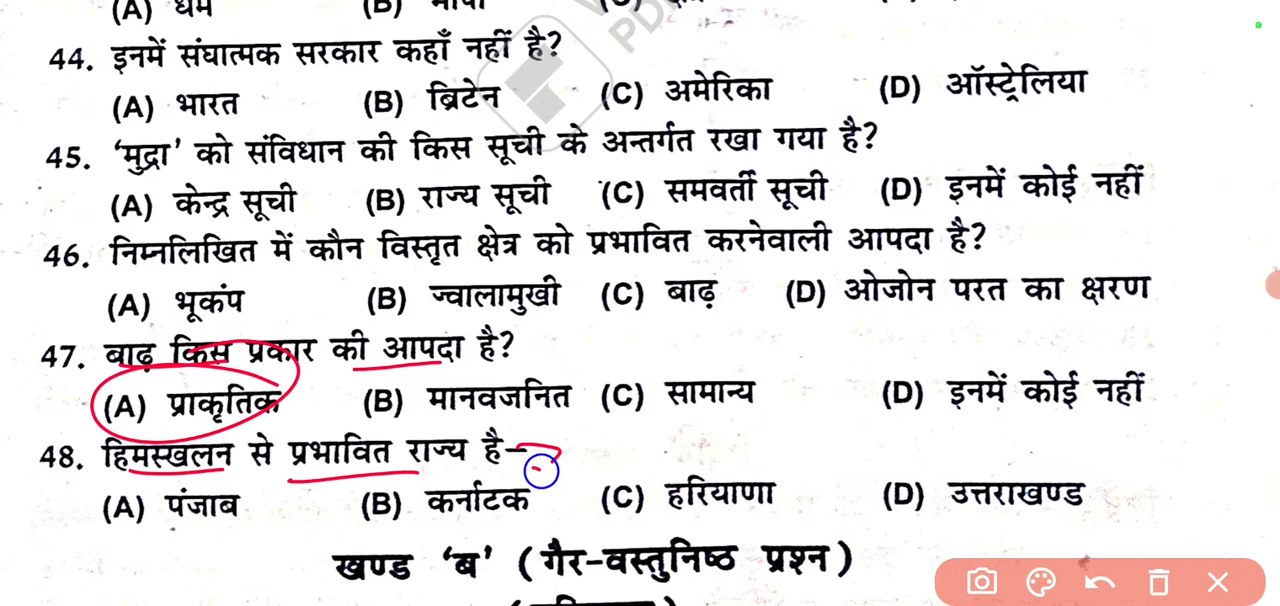 (A) धर्म (B) भाषा
44. इनमें संघात्मक सरकार कहाँ नहीं है?
(A) भारत (B) ब्रिटेन (C) अमेरिका (D) ऑस्ट्रेलिया
45. ‘मुद्रा’ को संविधान की किस सूची के अन्तर्गत रखा गया है?
(A) केन्द्र सूची (B) राज्य सूची (C) समवर्ती सूची (D) इनमें कोई नहीं
46. निम्नलिखित में कौन विस्तृत क्षेत्र को प्रभावित करनेवाली आपदा है?
(A) भूकंप (B) ज्वालामुखी (C) बाढ़ (D) ओजोन परत का क्षरण
47. बाढ़ किस प्रकार की आपदा है?
(A) प्राकृतिक (B) मानवजनित (C) सामान्य (D) इनमें कोई नहीं
48. हिमस्खलन से प्रभावित राज्य है–
(A) पंजाब (B) कर्नाटक (C) हरियाणा (D) उत्तराखण्ड
खण्ड ‘ब’ (गैर-वस्तुनिष्ठ प्रश्न)